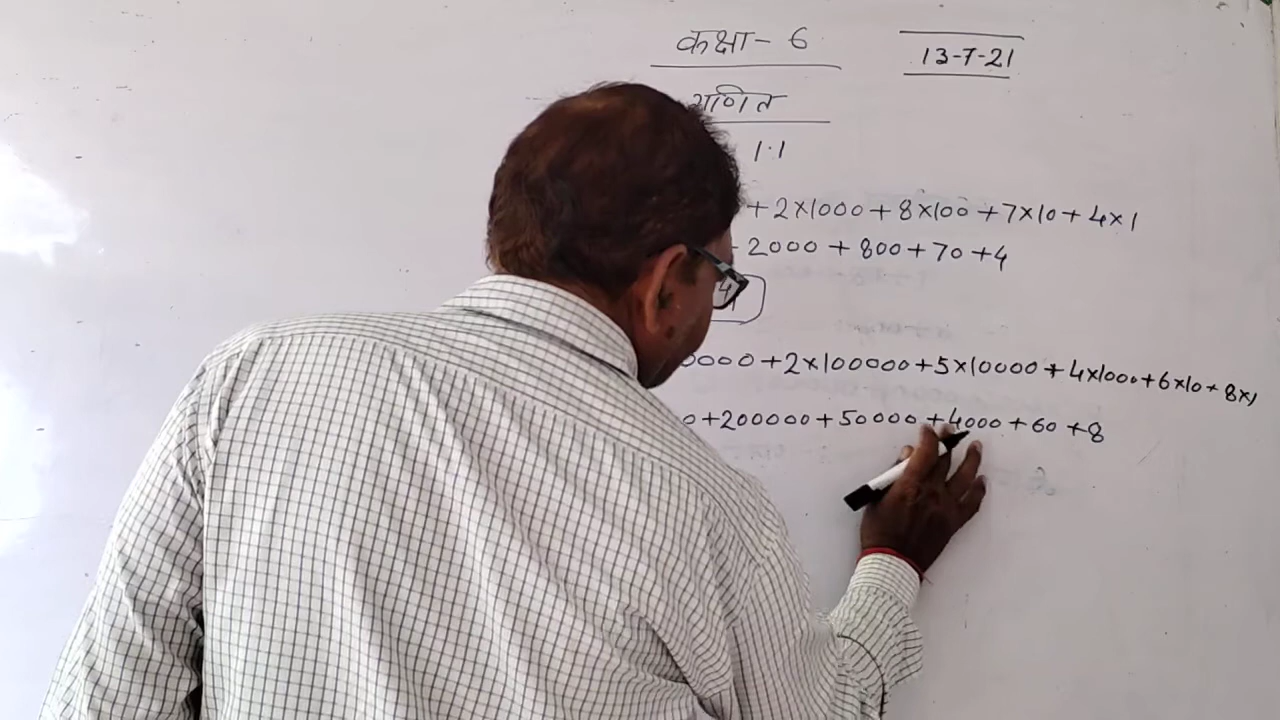 कक्षा - 6
13-7-21
गणित
1.1
+ 2×1000 + 8×100 + 7×10 + 4×1
- 2000 + 800 + 70 + 4
4
0000 + 2×100000 + 5×10000 + 4×1000 + 6×10 + 8×1
0 + 200000 + 50000 + 4000 + 60 + 8